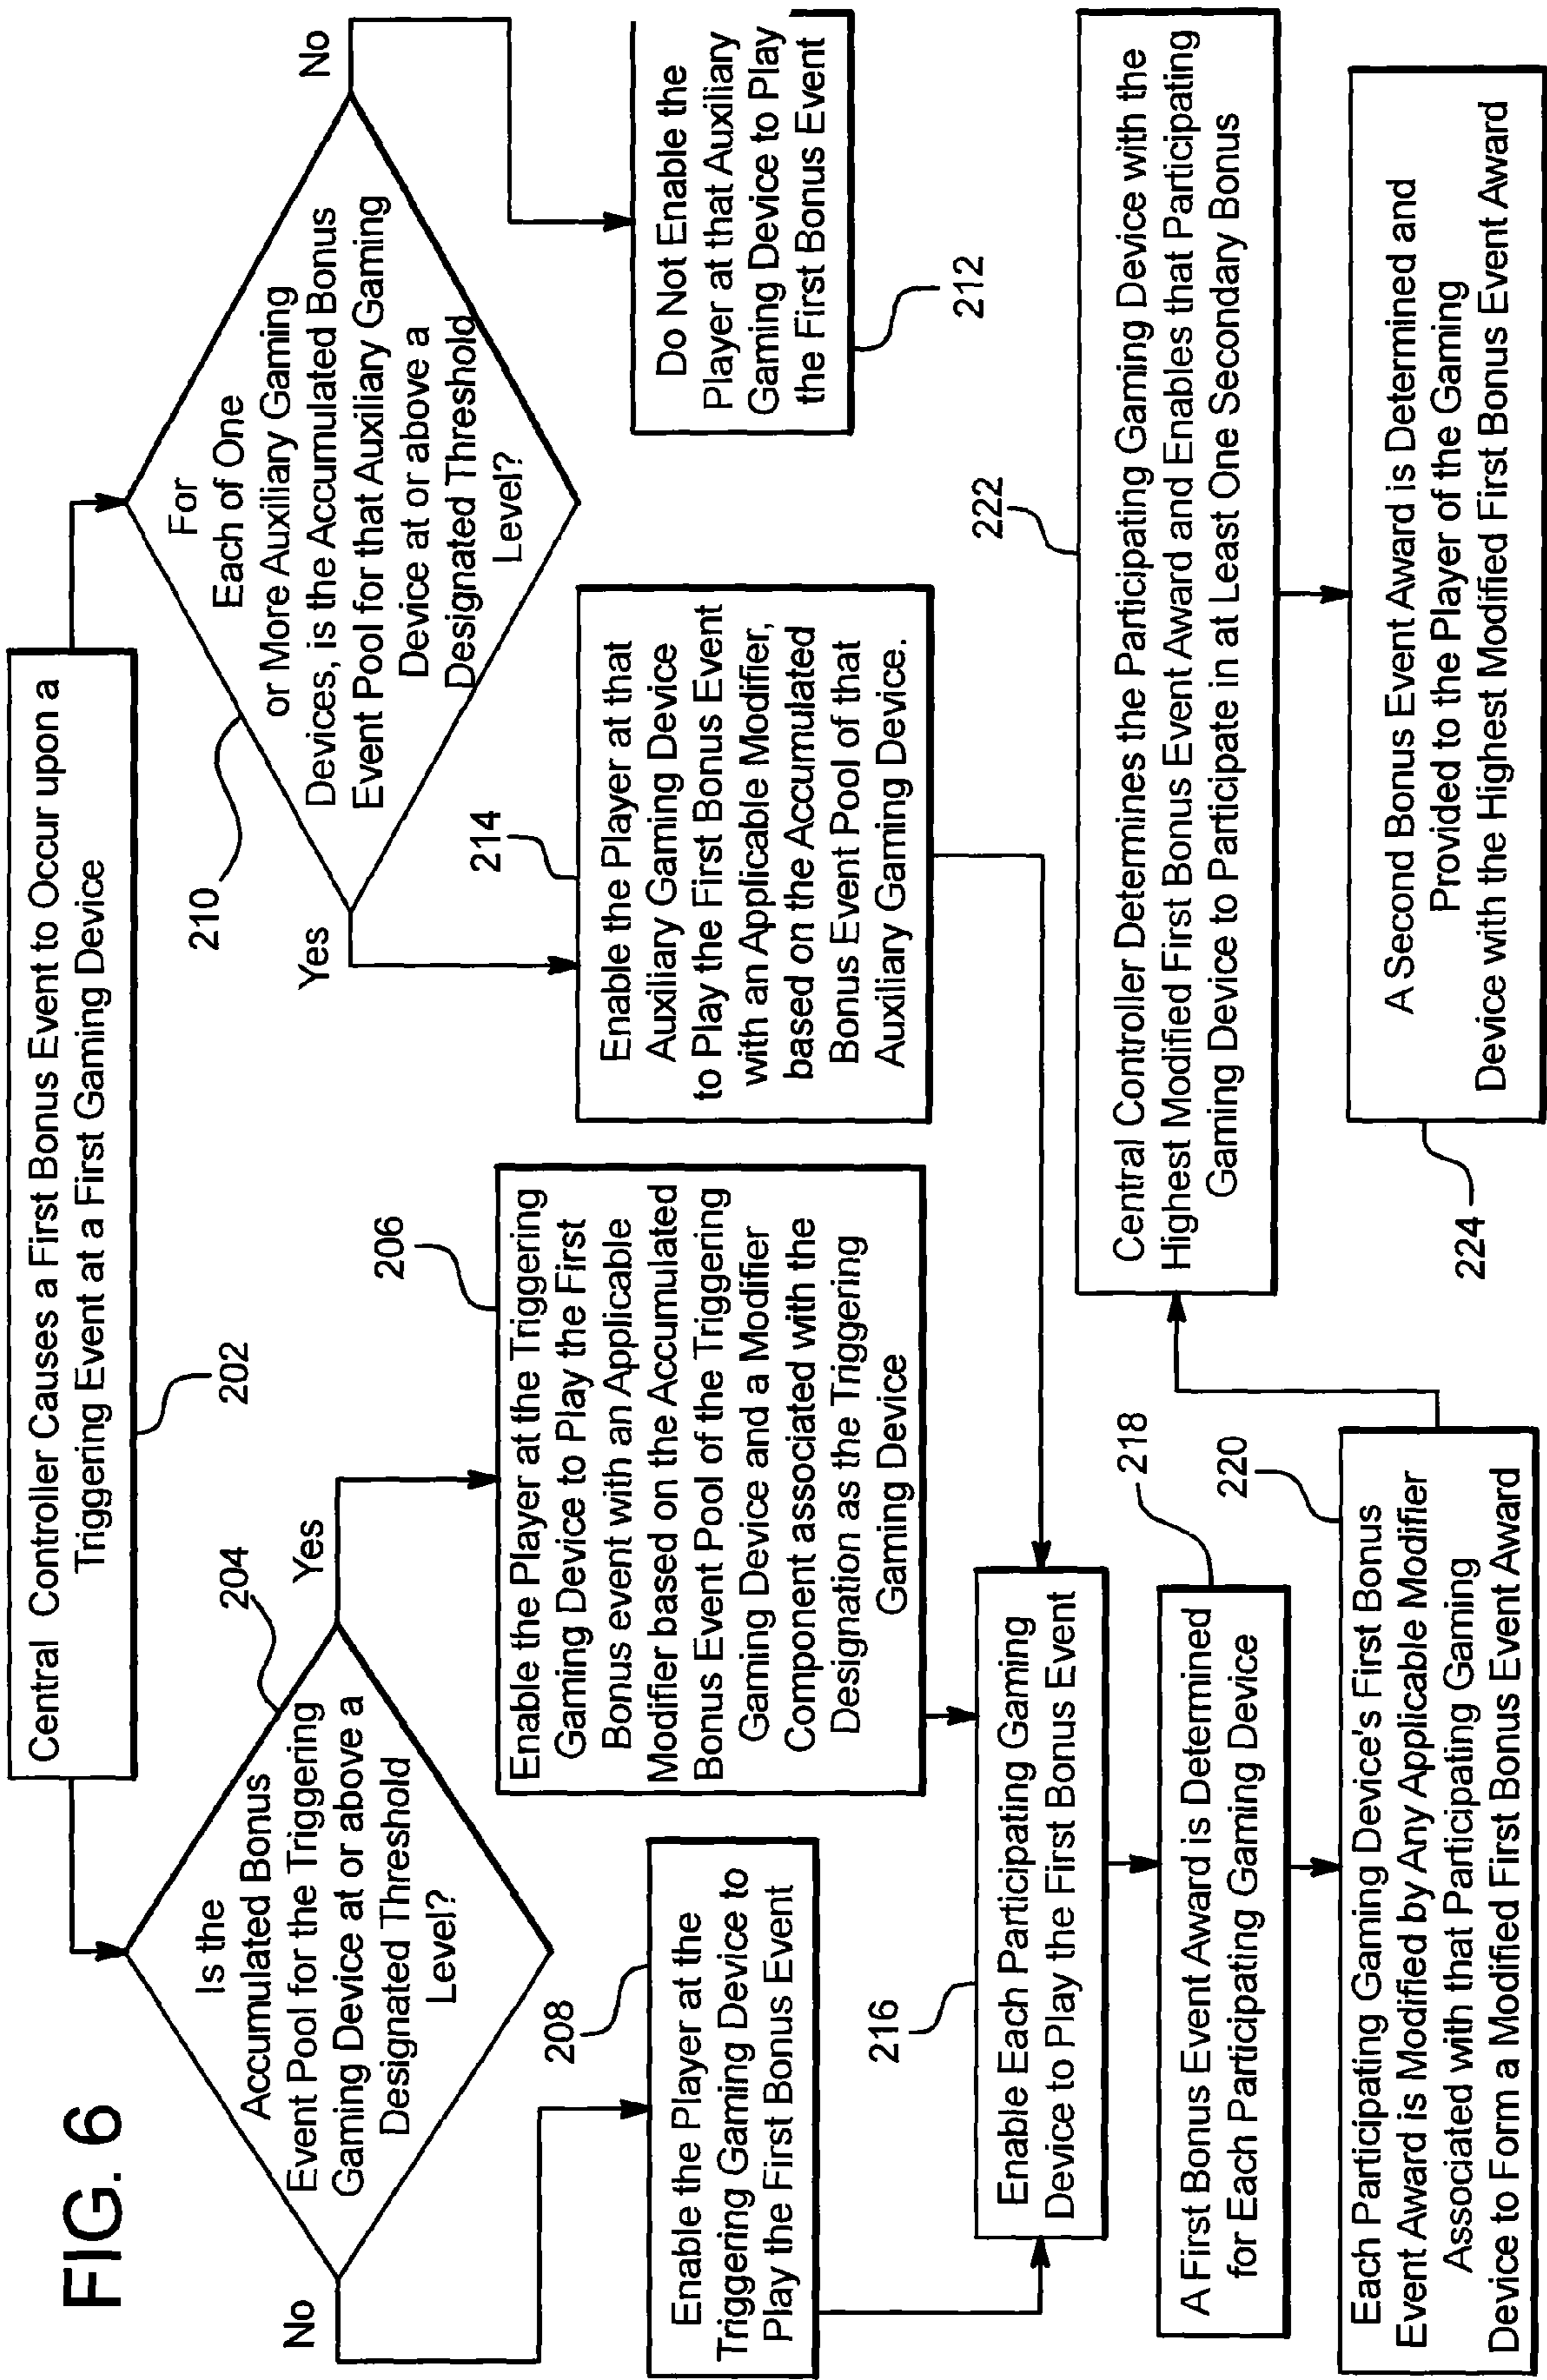 FIG. 6
Central Controller Causes a First Bonus Event to Occur upon a
Triggering Event at a First Gaming Device
202
204
Is the
Accumulated Bonus
Event Pool for the Triggering
Gaming Device at or above a
Designated Threshold
Level?
No
Yes
208
Enable the Player at the
Triggering Gaming Device to
Play the First Bonus Event
206
Enable the Player at the Triggering
Gaming Device to Play the First
Bonus event with an Applicable
Modifier based on the Accumulated
Bonus Event Pool of the Triggering
Gaming Device and a Modifier
Component associated with the
Designation as the Triggering
Gaming Device
210
For
Each of One
or More Auxiliary Gaming
Devices, is the Accumulated Bonus
Event Pool for that Auxiliary Gaming
Device at or above a
Designated Threshold
Level?
Yes
No
214
Enable the Player at that
Auxiliary Gaming Device
to Play the First Bonus Event
with an Applicable Modifier,
based on the Accumulated
Bonus Event Pool of that
Auxiliary Gaming Device.
Do Not Enable the
Player at that Auxiliary
Gaming Device to Play
the First Bonus Event
212
216
Enable Each Participating Gaming
Device to Play the First Bonus Event
218
A First Bonus Event Award is Determined
for Each Participating Gaming Device
220
Each Participating Gaming Device's First Bonus
Event Award is Modified by Any Applicable Modifier
Associated with that Participating Gaming
Device to Form a Modified First Bonus Event Award
222
Central Controller Determines the Participating Gaming Device with the
Highest Modified First Bonus Event Award and Enables that Participating
Gaming Device to Participate in at Least One Secondary Bonus
A Second Bonus Event Award is Determined and
Provided to the Player of the Gaming
Device with the Highest Modified First Bonus Event Award
224